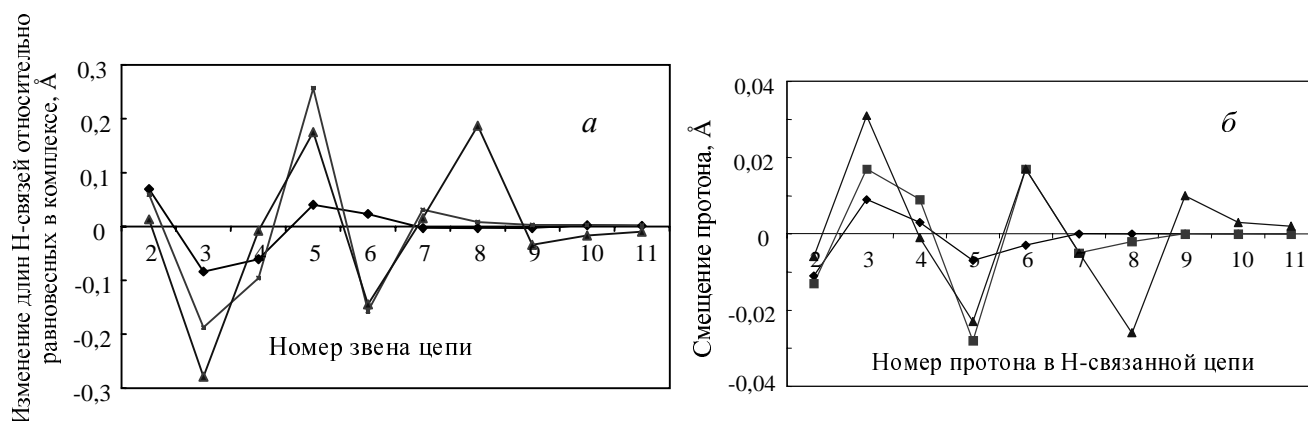 Изменение длин Н-связей относительно
равновесных в комплексе, Å
0,3
0,2
0,1
0
-0,1
-0,2
-0,3
2 3 4 5 6 7 8 9 10 11
а
Номер звена цепи
Смещение протона, Å
0,04
0,02
0
-0,02
-0,04
2 3 4 5 6 7 8 9 10 11
б
Номер протона в Н-связанной цепи